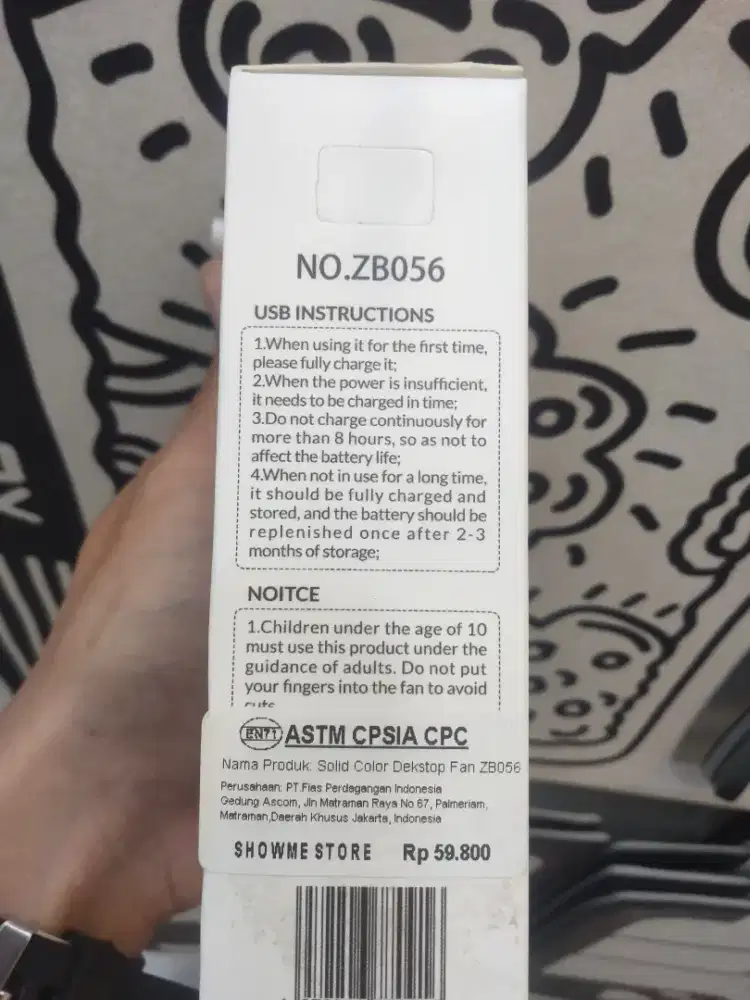 NO.ZB056
USB INSTRUCTIONS
1.When using it for the first time,
please fully charge it;
2.When the power is insufficient,
it needs to be charged in time;
3.Do not charge continuously for
more than 8 hours, so as not to
affect the battery life;
4.When not in use for a long time,
it should be fully charged and
stored, and the battery should be
replenished once after 2-3
months of storage;
NOITCE
1.Children under the age of 10
must use this product under the
guidance of adults. Do not put
your fingers into the fan to avoid
cuts
EN71 ASTM CPSIA CPC
Nama Produk: Solid Color Dekstop Fan ZB056
Perusahaan: PT.Fias Perdagangan Indonesia
Gedung Ascom, Jln Matraman Raya No 67, Palmeriam,
Matraman,Daerah Khusus Jakarta, Indonesia
SHOWME STORE Rp 59.800